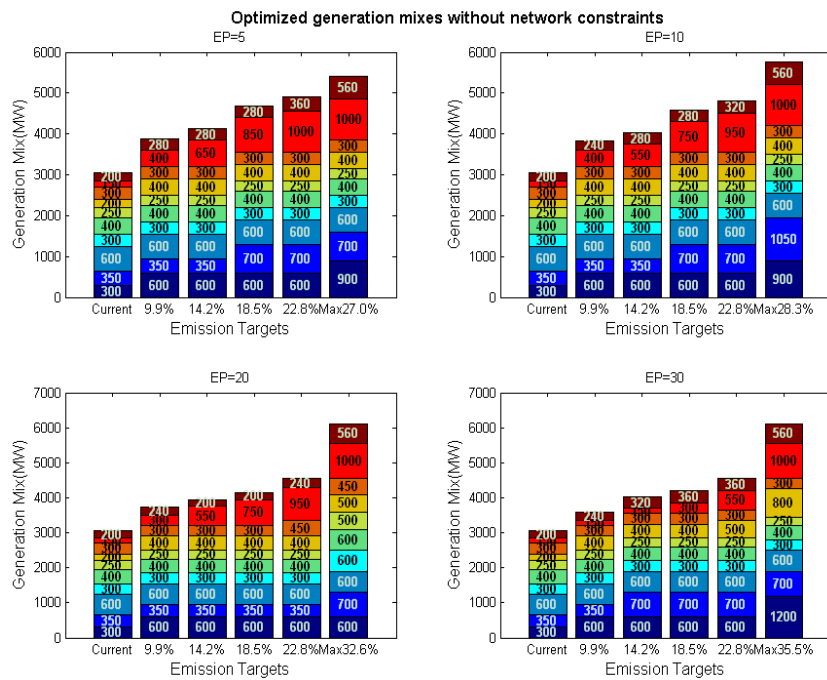 Optimized generation mixes without network constraints
EP=5
6000
5000
4000
3000
2000
1000
0
Generation Mix(MW)
200 300 200 250 400 300 600 350 300
280 400 300 400 250 400 300 600 350 600
280 650 300 400 250 400 300 600 350 600
280 850 300 400 250 400 300 600 700 600
360 1000 300 400 250 400 300 600 700 600
560 1000 300 400 250 400 300 600 700 900
Current 9.9% 14.2% 18.5% 22.8% Max27.0%
Emission Targets
EP=10
6000
5000
4000
3000
2000
1000
0
Generation Mix(MW)
200 300 200 250 400 300 600 350 300
240 400 300 400 250 400 300 600 350 600
280 550 300 400 250 400 300 600 350 600
280 750 300 400 250 400 300 600 700 600
320 950 300 400 250 400 300 600 700 600
560 1000 300 400 250 400 300 600 1050 900
Current 9.9% 14.2% 18.5% 22.8% Max28.3%
Emission Targets
EP=20
7000
6000
5000
4000
3000
2000
1000
0
Generation Mix(MW)
200 300 200 250 400 300 600 350 300
240 300 300 400 250 400 300 600 350 600
200 550 300 400 250 400 300 600 350 600
200 750 300 400 250 400 300 600 350 600
240 950 450 400 250 400 300 600 350 600
560 1000 450 500 500 600 600 600 700 600
Current 9.9% 14.2% 18.5% 22.8% Max32.6%
Emission Targets
EP=30
7000
6000
5000
4000
3000
2000
1000
0
Generation Mix(MW)
200 300 200 250 400 300 600 350 300
240 300 400 250 400 300 600 350 600
320 300 400 250 400 300 600 700 600
360 300 300 400 250 400 300 600 700 600
360 550 300 500 250 400 300 600 700 600
560 1000 300 800 250 400 300 600 700 1200
Current 9.9% 14.2% 18.5% 22.8% Max35.5%
Emission Targets